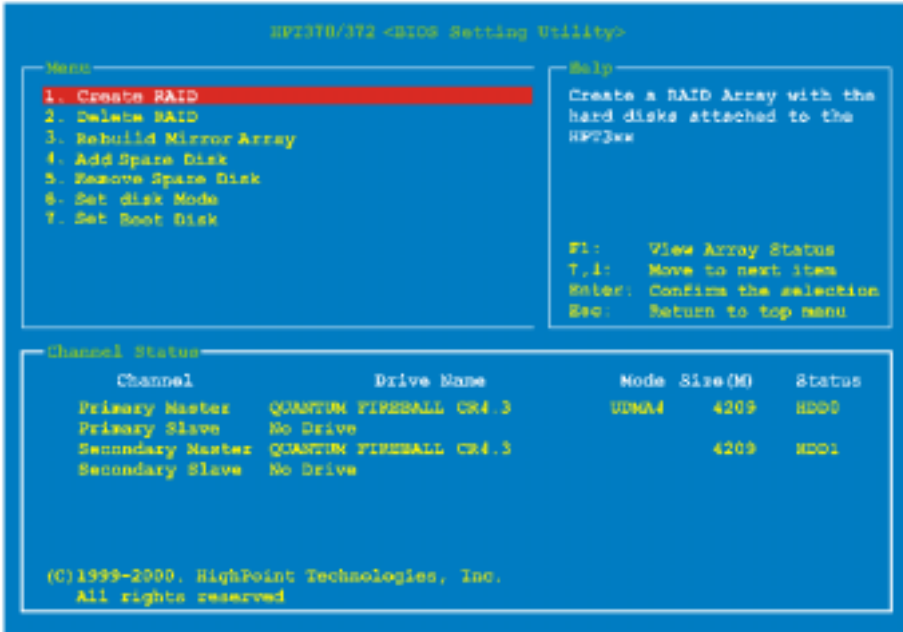 HPT370/372 <BIOS Setting Utility>
Menu
1. Create RAID
2. Delete RAID
3. Rebuild Mirror Array
4. Add Spare Disk
5. Remove Spare Disk
6. Set disk Mode
7. Set Boot Disk
Help
Create a RAID Array with the
hard disks attached to the
HPT3xx
F1: View Array Status
↑,↓: Move to next item
Enter: Confirm the selection
Esc: Return to top menu
Channel Status
Channel Drive Name Mode Size(M) Status
Primary Master QUANTUM FIREBALL CR4.3 UDMA4 4209 HDD0
Primary Slave No Drive
Secondary Master QUANTUM FIREBALL CR4.3 4209 HDD1
Secondary Slave No Drive
(C)1999-2000. HighPoint Technologies, Inc.
All rights reserved